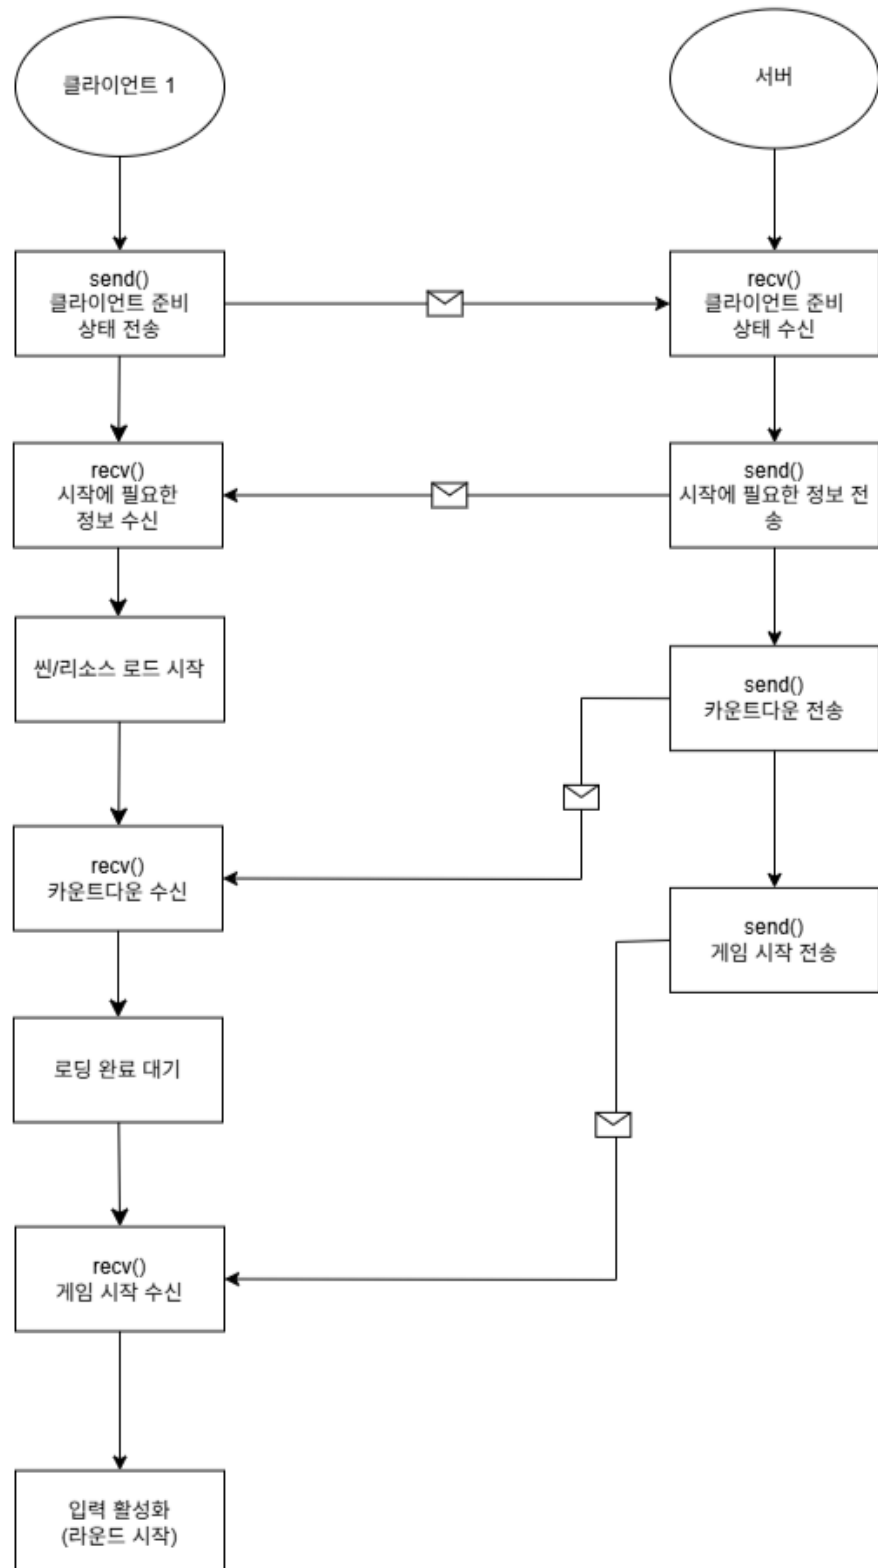 클라이언트 1
서버
send()
클라이언트 준비
상태 전송
recv()
클라이언트 준비
상태 수신
recv()
시작에 필요한
정보 수신
send()
시작에 필요한 정보 전
송
씬/리소스 로드 시작
send()
카운트다운 전송
recv()
카운트다운 수신
send()
게임 시작 전송
로딩 완료 대기
recv()
게임 시작 수신
입력 활성화
(라운드 시작)